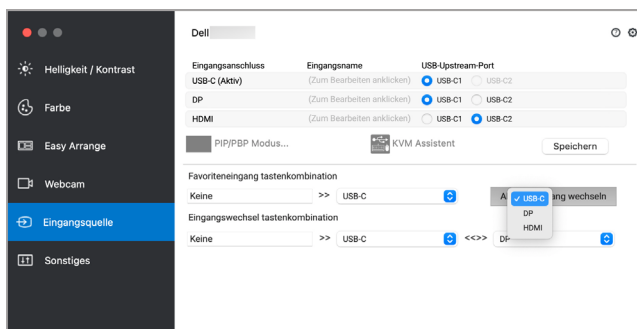 Dell
Helligkeit / Kontrast
Farbe
Easy Arrange
Webcam
Eingangsquelle
Sonstiges
Eingangsanschluss Eingangsname USB-Upstream-Port
USB-C (Aktiv) (Zum Bearbeiten anklicken) USB-C1 USB-C2
DP (Zum Bearbeiten anklicken) USB-C1 USB-C2
HDMI (Zum Bearbeiten anklicken) USB-C1 USB-C2
PIP/PBP Modus... KVM Assistent Speichern
Favoriteneingang tastenkombination
Keine >> USB-C ang wechseln
✓ USB-C
DP
HDMI
Eingangswechsel tastenkombination
Keine >> USB-C <<>> DP